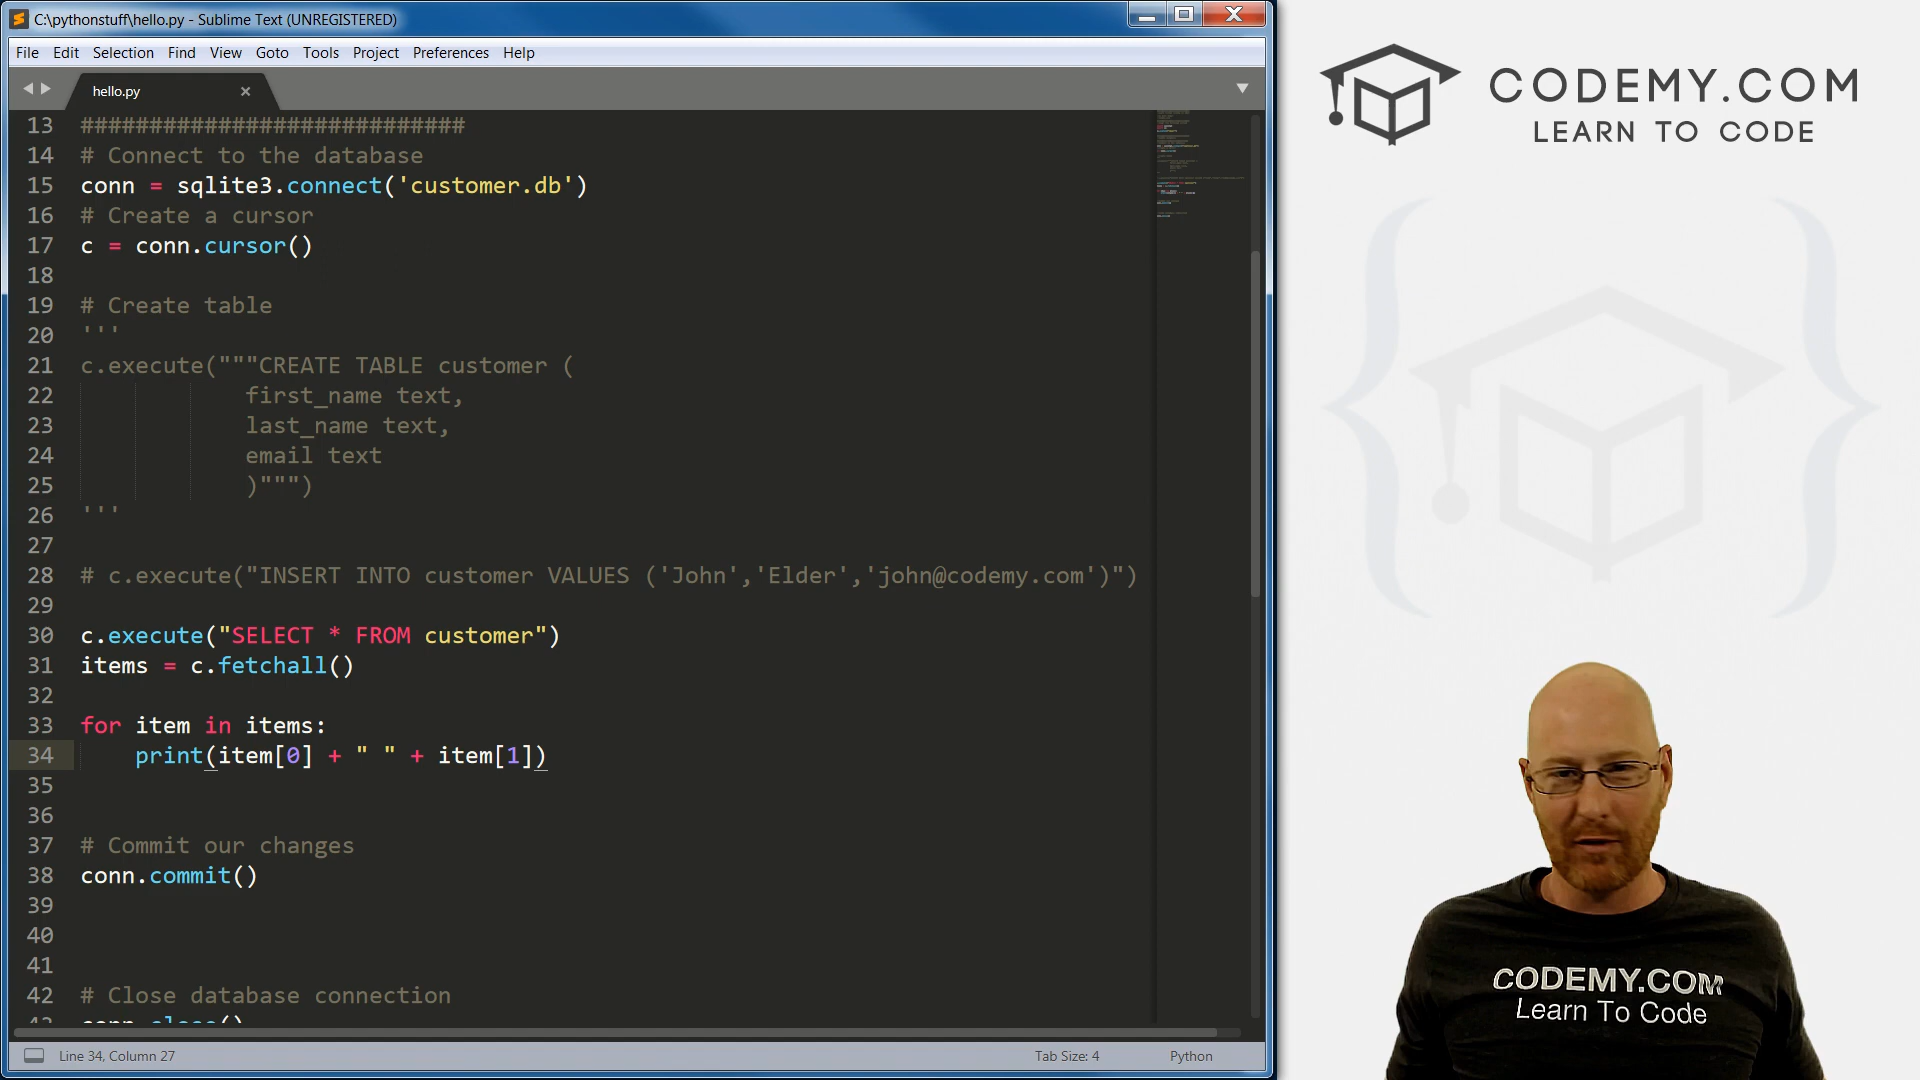 C:\pythonstuff\hello.py - Sublime Text (UNREGISTERED)
File Edit Selection Find View Goto Tools Project Preferences Help
hello.py
13 ############################
14 # Connect to the database
15 conn = sqlite3.connect('customer.db')
16 # Create a cursor
17 c = conn.cursor()
18
19 # Create table
20 '''
21 c.execute("""CREATE TABLE customer (
22 first_name text,
23 last_name text,
24 email text
25 )""")
26 '''
27
28 # c.execute("INSERT INTO customer VALUES ('John','Elder','john@codemy.com')")
29
30 c.execute("SELECT * FROM customer")
31 items = c.fetchall()
32
33 for item in items:
34 print(item[0] + " " + item[1])
35
36
37 # Commit our changes
38 conn.commit()
39
40
41
42 # Close database connection
43 conn.close()
Line 34, Column 27
Tab Size: 4
Python
CODEMY.COM
LEARN TO CODE
CODEMY.COM
Learn To Code